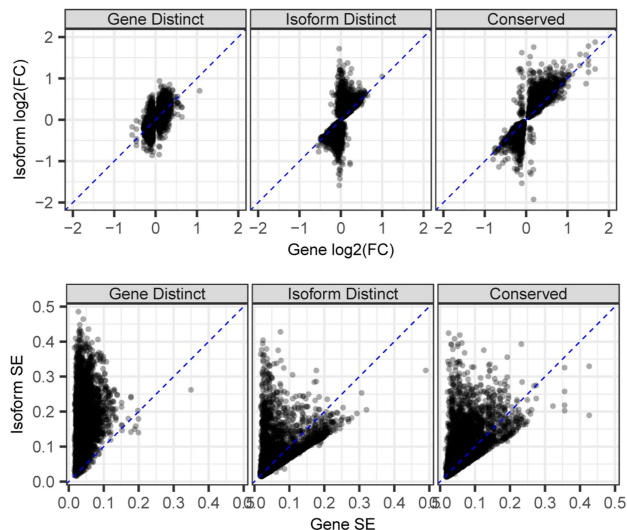 Gene Distinct Isoform Distinct Conserved
2
1
0
−1
−2
Isoform log2(FC)
−2 −1 0 1 2 −2 −1 0 1 2 −2 −1 0 1 2
Gene log2(FC)
Gene Distinct Isoform Distinct Conserved
0.5
0.4
0.3
0.2
0.1
0.0
Isoform SE
0.0 0.1 0.2 0.3 0.4 0.5 0.0 0.1 0.2 0.3 0.4 0.5 0.0 0.1 0.2 0.3 0.4 0.5
Gene SE